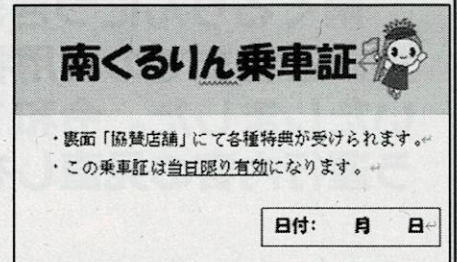 南くるりん乗車証
・裏面「協賛店舗」にて各種特典が受けられます。
・この乗車証は当日限り有効になります。
日付：　月　日